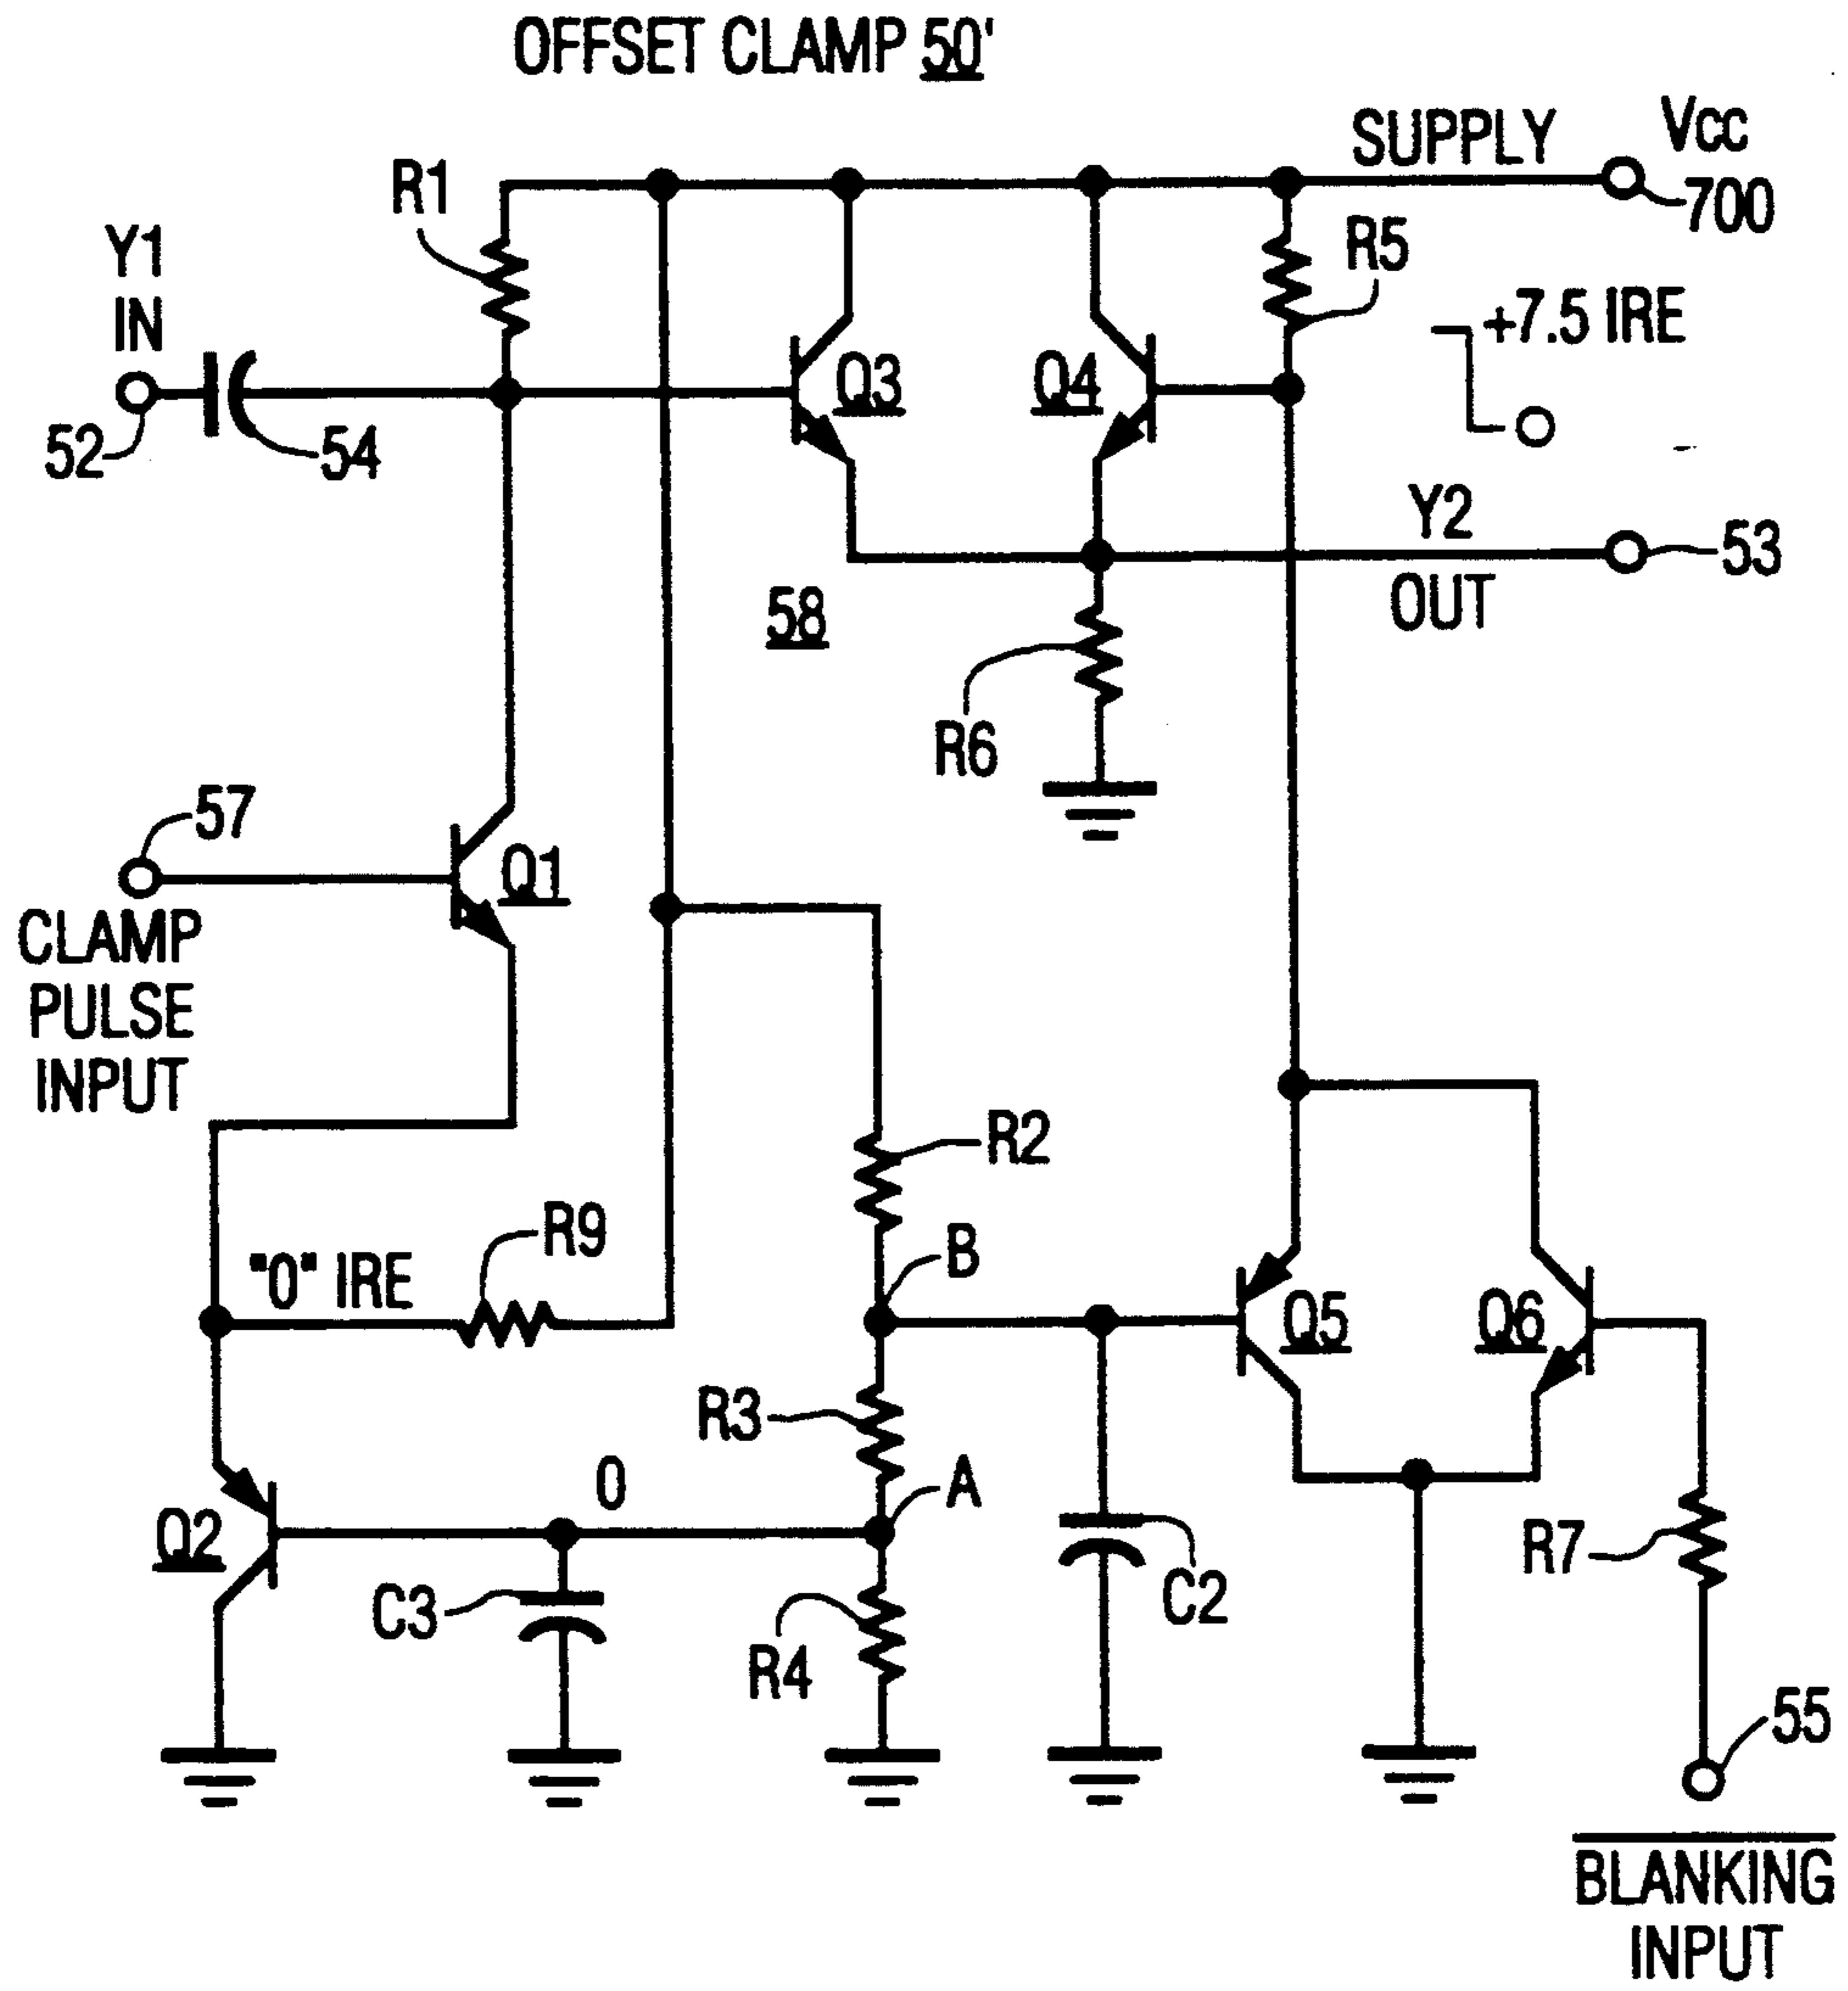 OFFSET CLAMP 50'
SUPPLY
Vcc
700
R1
Y1
IN
R5
+7.5 IRE
Q3
Q4
52
54
Y2
OUT
53
58
R6
57
Q1
CLAMP
PULSE
INPUT
R2
R9
"0" IRE
B
Q5
Q6
R3
A
0
Q2
C3
R4
C2
R7
55
BLANKING
INPUT